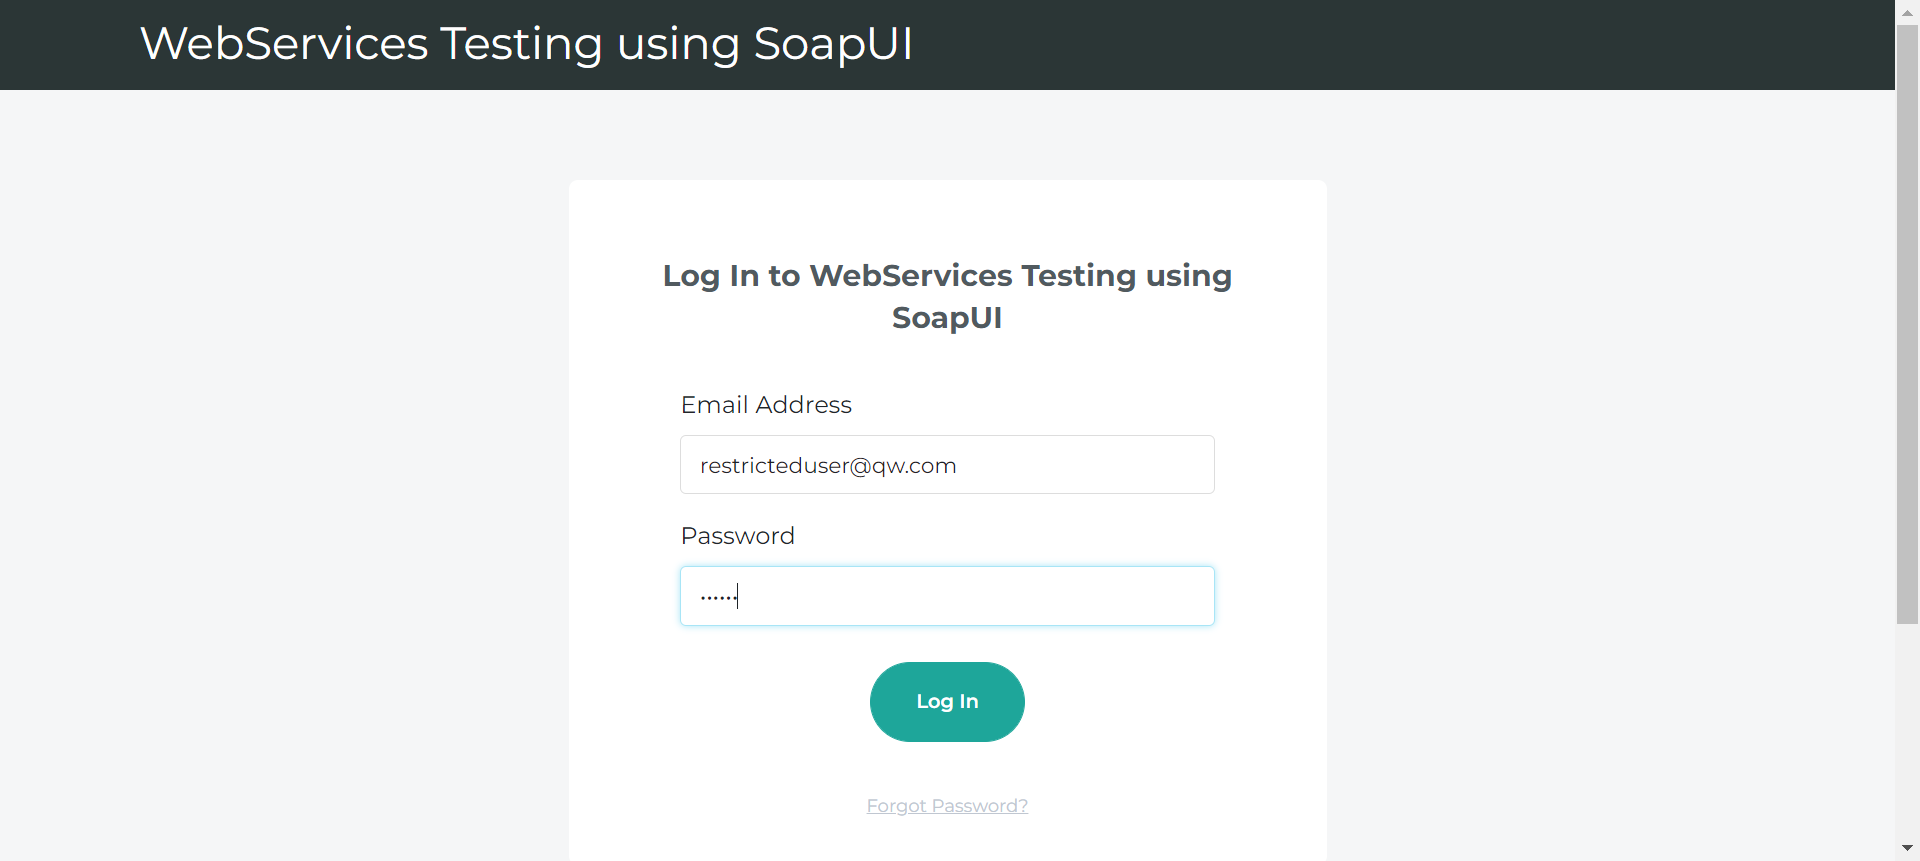 WebServices Testing using SoapUI
Log In to WebServices Testing using
SoapUI
Email Address
restricteduser@qw.com
Password
······
Log In
Forgot Password?